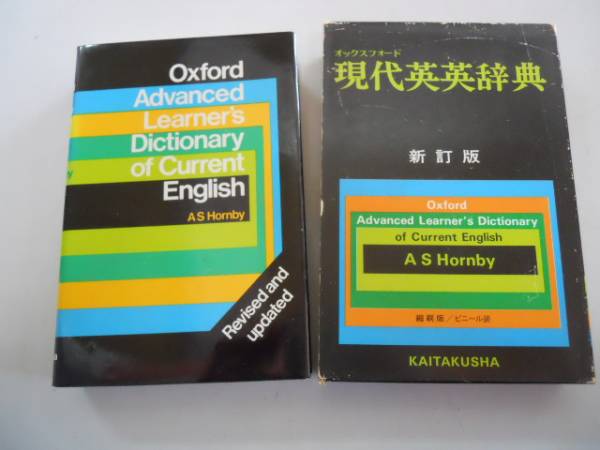 Oxford
Advanced
Learner's
Dictionary
of Current
English
A S Hornby
Revised and
updated
オックスフォード
現代英英辞典
新訂版
Oxford
Advanced Learner's Dictionary
of Current English
A S Hornby
縮刷版/ビニール装
KAITAKUSHA